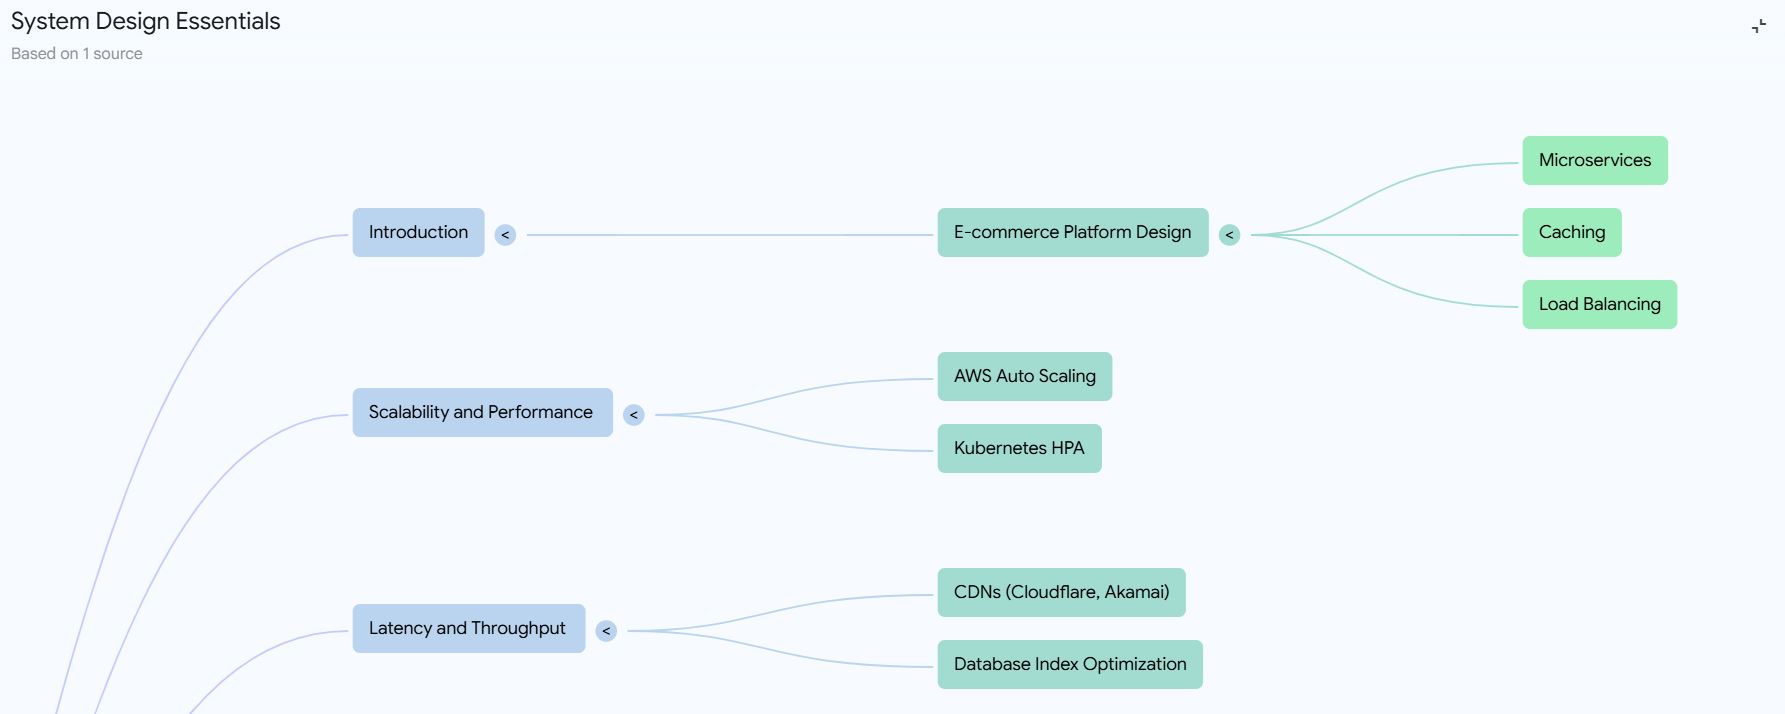 System Design Essentials
Based on 1 source
Microservices
Introduction
<
E-commerce Platform Design
<
Caching
Load Balancing
AWS Auto Scaling
Scalability and Performance
<
Kubernetes HPA
CDNs (Cloudflare, Akamai)
Latency and Throughput
<
Database Index Optimization